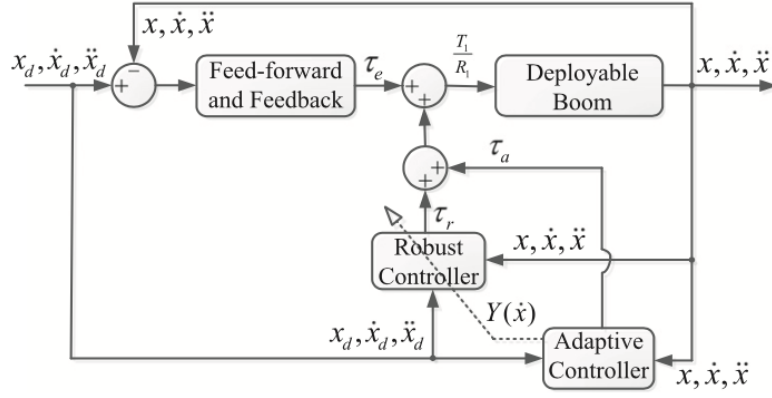 x, ẋ, ẍ
x_d, ẋ_d, ẍ_d
−
+
Feed-forward
and Feedback
τ_e
+
+
T_1/R_1
Deployable
Boom
x, ẋ, ẍ
+
+
τ_a
τ_r
Robust
Controller
x, ẋ, ẍ
Y(ẋ)
x_d, ẋ_d, ẍ_d
Adaptive
Controller
x, ẋ, ẍ